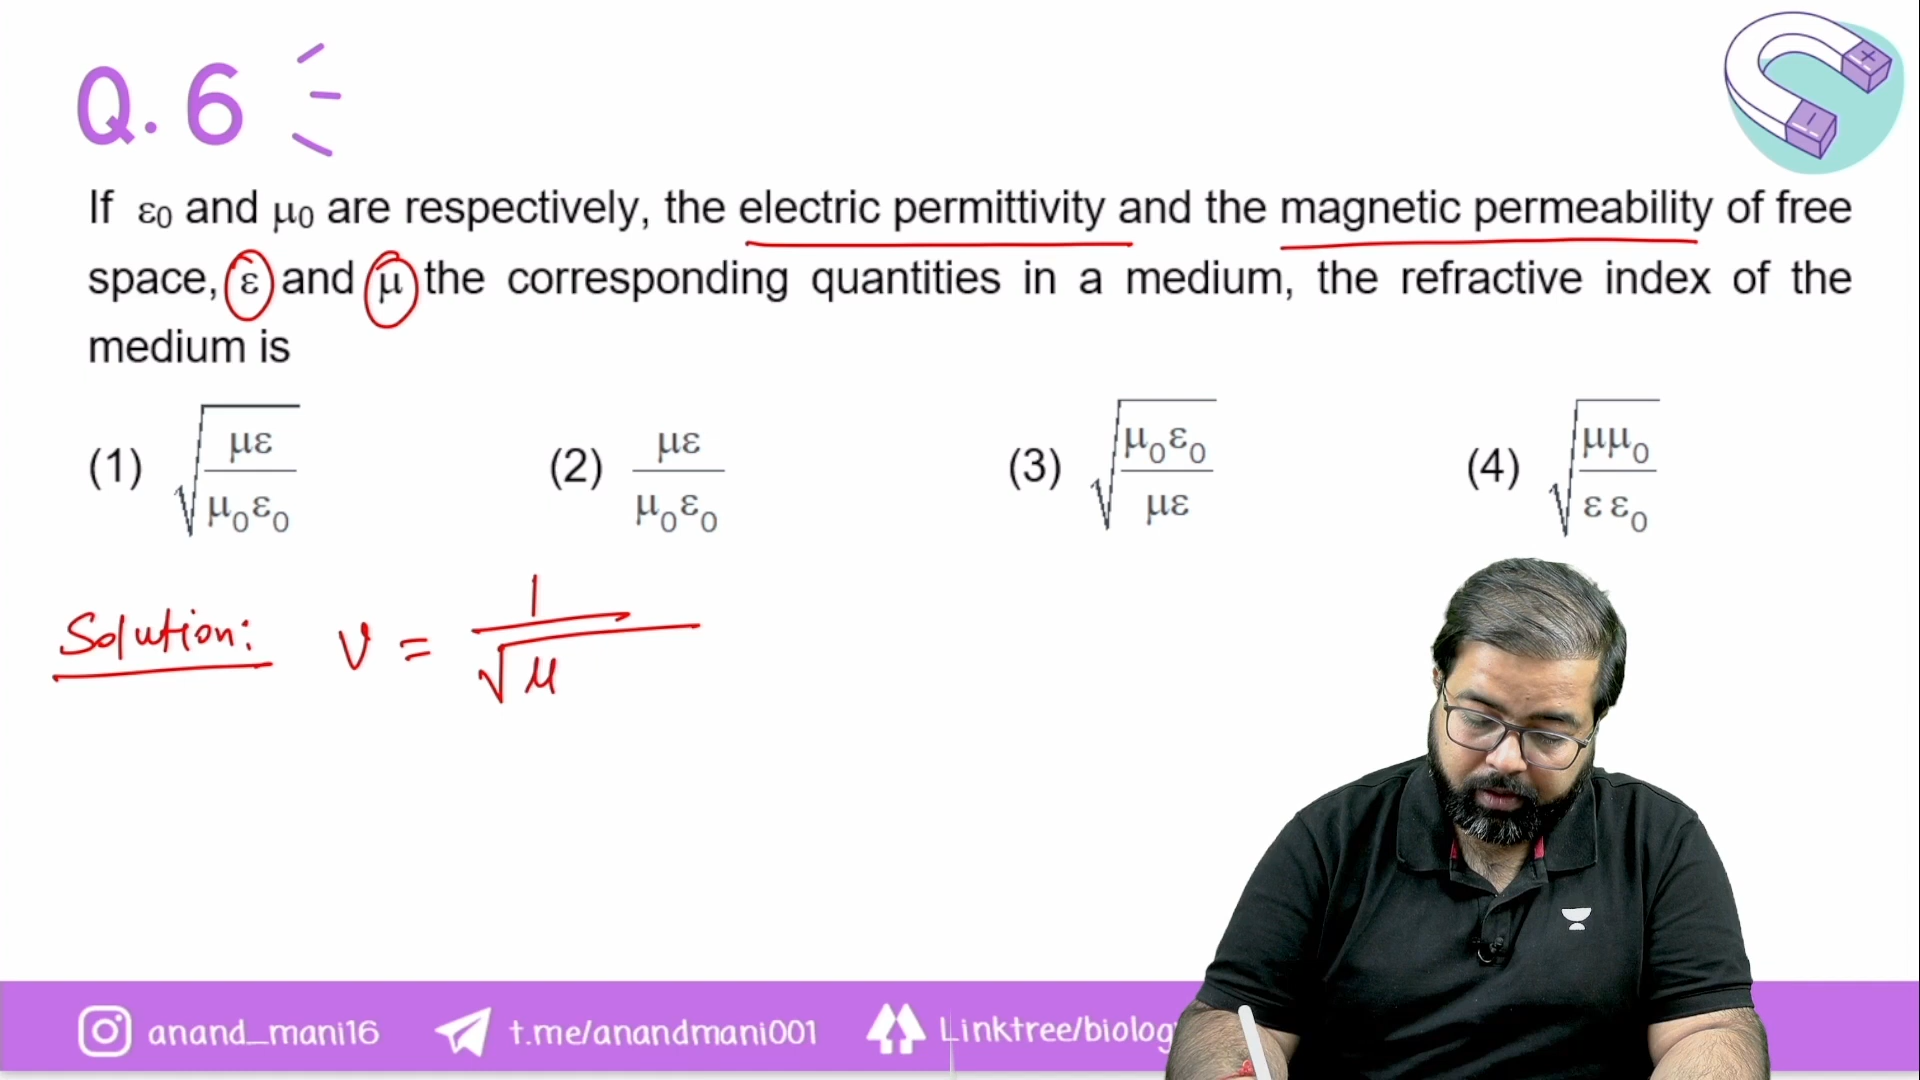 Q. 6
If ε₀ and μ₀ are respectively, the electric permittivity and the magnetic permeability of free
space, ε and μ the corresponding quantities in a medium, the refractive index of the
medium is
(1) √(με/μ₀ε₀) (2) με/μ₀ε₀ (3) √(μ₀ε₀/με) (4) √(μμ₀/εε₀)
Solution: v = 1/√μ
anand_mani16 t.me/anandmani001 Linktree/biolog